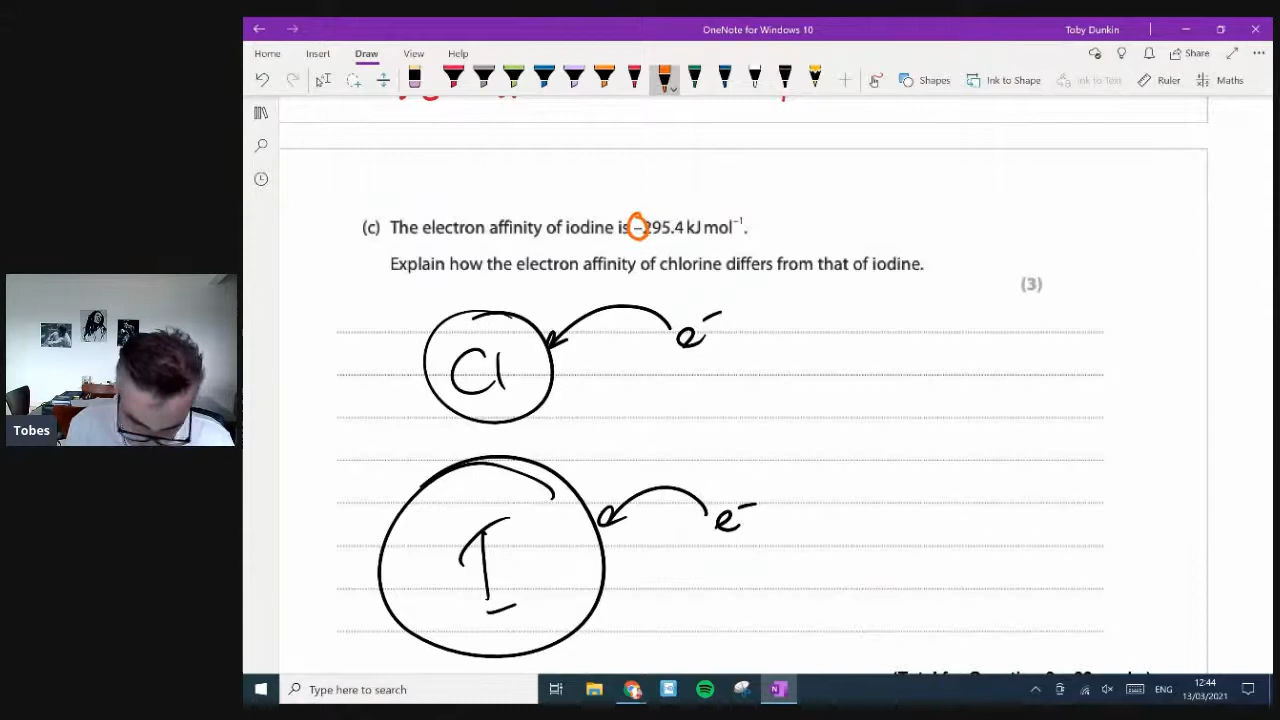 OneNote for Windows 10
Toby Dunkin
Home Insert Draw View Help
Share
Shapes
Ink to Shape
Ink to Text
Ruler
Maths
(c) The electron affinity of iodine is −295.4 kJ mol⁻¹.
Explain how the electron affinity of chlorine differs from that of iodine.
(3)
Cl
e⁻
I
e⁻
Tobes
Type here to search
ENG
12:44
13/03/2021